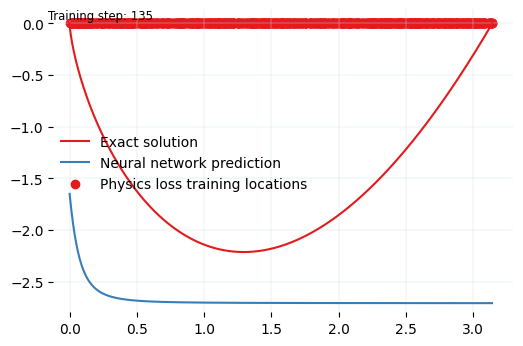 Training step: 135
0.0
−0.5
−1.0
−1.5
−2.0
−2.5
Exact solution
Neural network prediction
Physics loss training locations
0.0 0.5 1.0 1.5 2.0 2.5 3.0